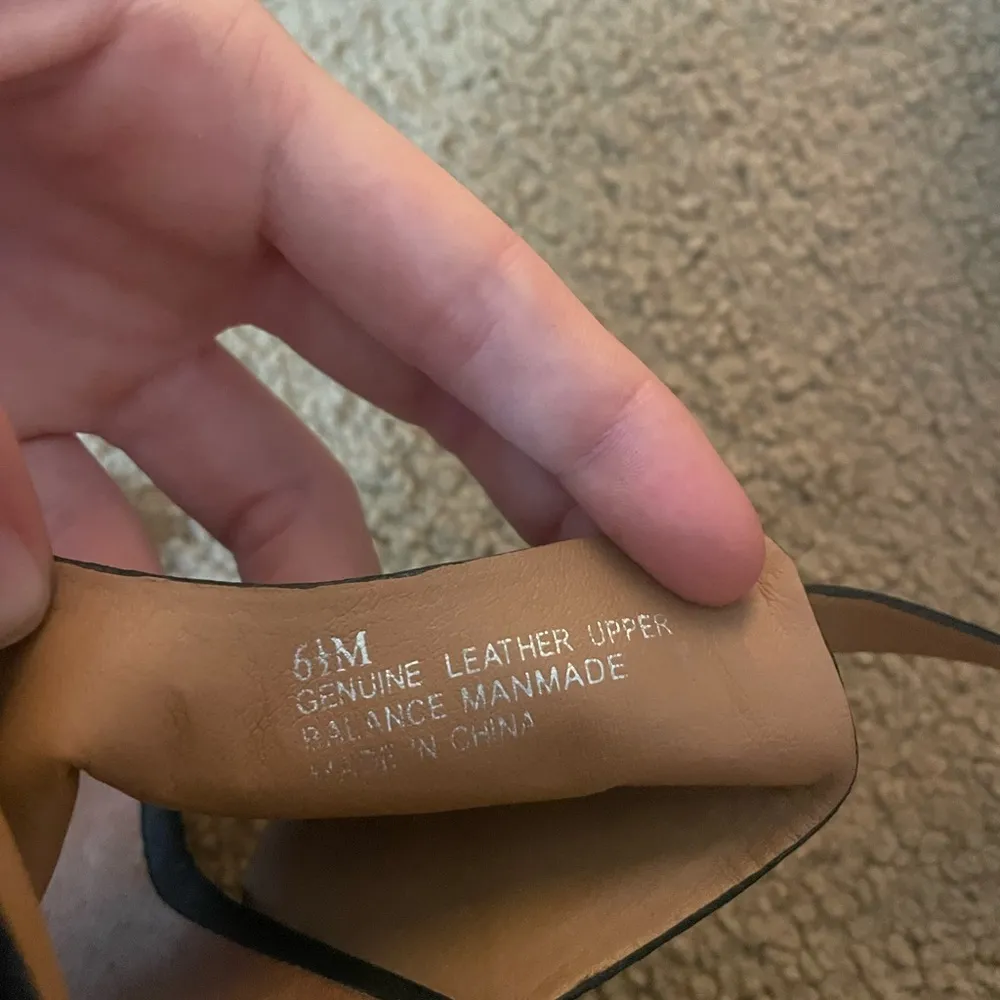 6½M
GENUINE LEATHER UPPER
BALANCE MANMADE
MADE IN CHINA